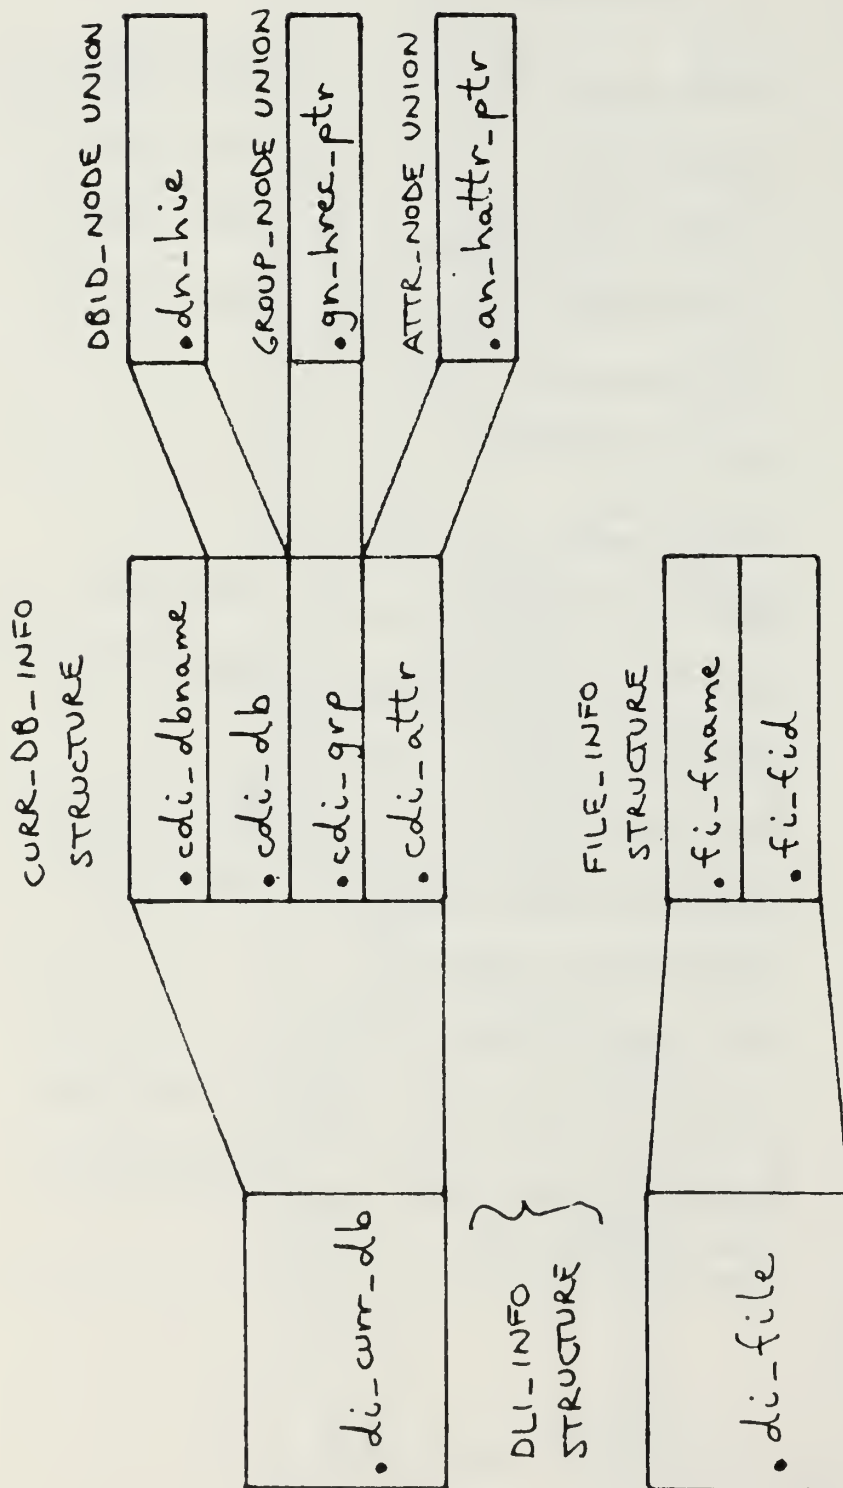 CURR_DB_INFO
STRUCTURE
DBID_NODE UNION
.cdi_dbname
.dn_hie
.cdi_db
GROUP_NODE UNION
.cdi_grp
.gn_hrec_ptr
.di_curr_db
.cdi_attr
ATTR_NODE UNION
.an_hattr_ptr
DLI_INFO
STRUCTURE
FILE_INFO
STRUCTURE
.fi_fname
.di_file
.fi_fid